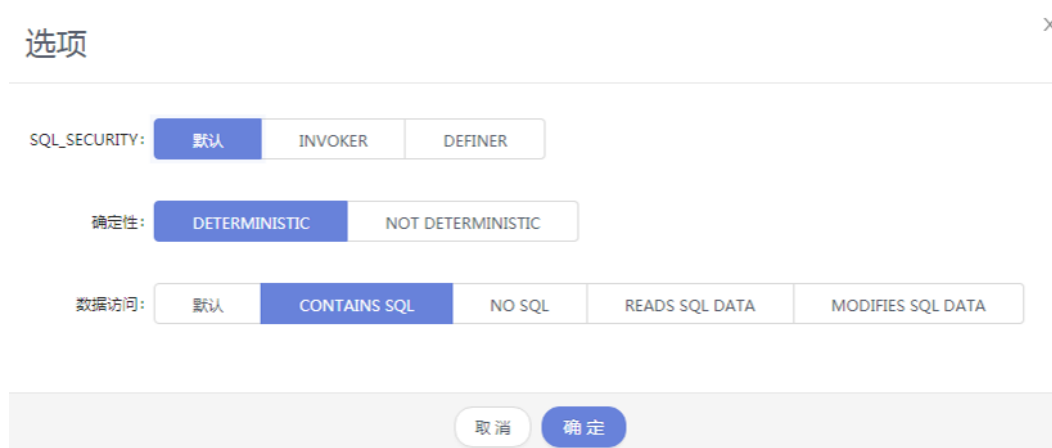 选项
X
SQL_SECURITY: 默认 INVOKER DEFINER
确定性: DETERMINISTIC NOT DETERMINISTIC
数据访问: 默认 CONTAINS SQL NO SQL READS SQL DATA MODIFIES SQL DATA
取消 确定